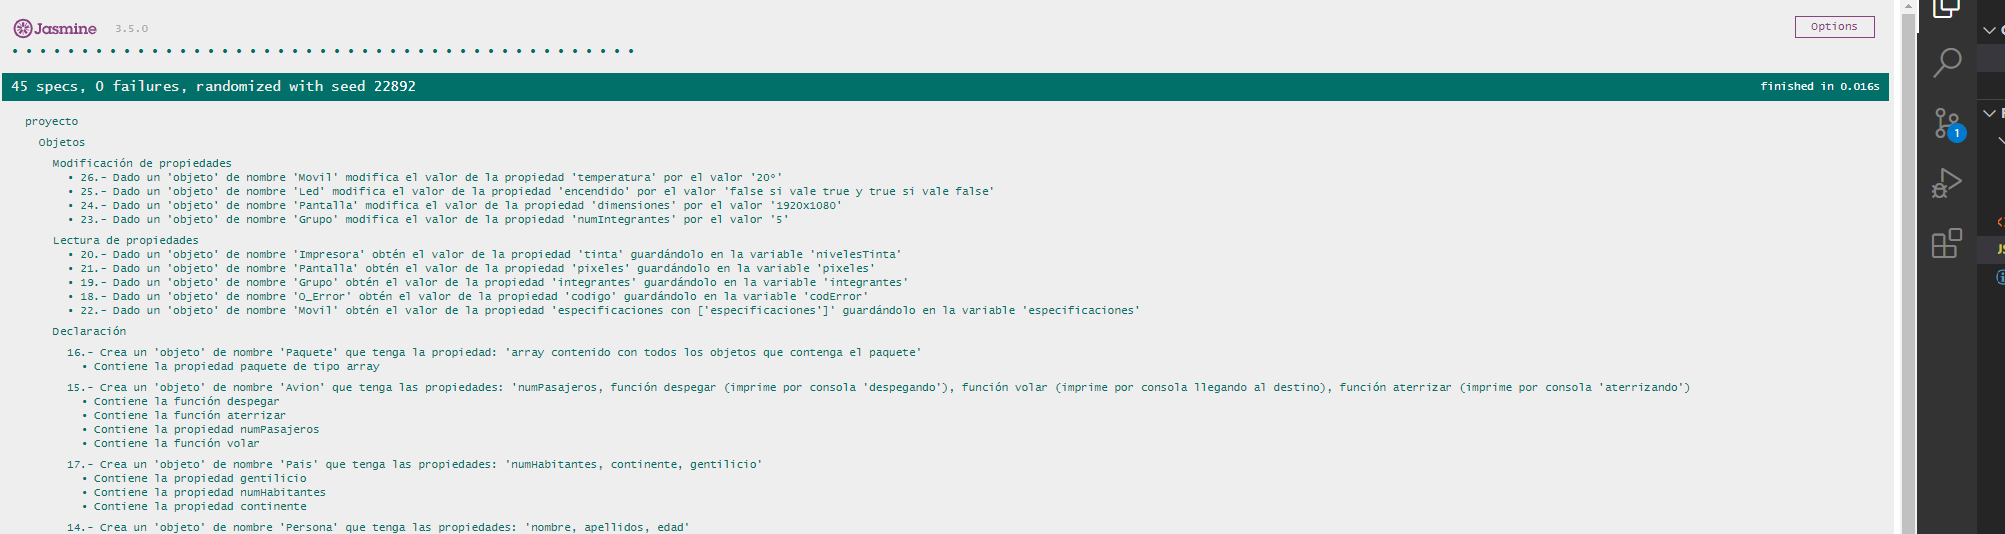 Jasmine 3.5.0
Options
45 specs, 0 failures, randomized with seed 22892
finished in 0.016s
proyecto
Objetos
Modificación de propiedades
• 26.- Dado un 'objeto' de nombre 'Movil' modifica el valor de la propiedad 'temperatura' por el valor '20°'
• 25.- Dado un 'objeto' de nombre 'Led' modifica el valor de la propiedad 'encendido' por el valor 'false si vale true y true si vale false'
• 24.- Dado un 'objeto' de nombre 'Pantalla' modifica el valor de la propiedad 'dimensiones' por el valor '1920x1080'
• 23.- Dado un 'objeto' de nombre 'Grupo' modifica el valor de la propiedad 'numIntegrantes' por el valor '5'
Lectura de propiedades
• 20.- Dado un 'objeto' de nombre 'Impresora' obtén el valor de la propiedad 'tinta' guardándolo en la variable 'nivelesTinta'
• 21.- Dado un 'objeto' de nombre 'Pantalla' obtén el valor de la propiedad 'pixeles' guardándolo en la variable 'pixeles'
• 19.- Dado un 'objeto' de nombre 'Grupo' obtén el valor de la propiedad 'integrantes' guardándolo en la variable 'integrantes'
• 18.- Dado un 'objeto' de nombre 'O_Error' obtén el valor de la propiedad 'codigo' guardándolo en la variable 'codError'
• 22.- Dado un 'objeto' de nombre 'Movil' obtén el valor de la propiedad 'especificaciones con ['especificaciones']' guardándolo en la variable 'especificaciones'
Declaración
16.- Crea un 'objeto' de nombre 'Paquete' que tenga la propiedad: 'array contenido con todos los objetos que contenga el paquete'
• Contiene la propiedad paquete de tipo array
15.- Crea un 'objeto' de nombre 'Avion' que tenga las propiedades: 'numPasajeros, función despegar (imprime por consola 'despegando'), función volar (imprime por consola llegando al destino), función aterrizar (imprime por consola 'aterrizando')
• Contiene la función despegar
• Contiene la función aterrizar
• Contiene la propiedad numPasajeros
• Contiene la función volar
17.- Crea un 'objeto' de nombre 'Pais' que tenga las propiedades: 'numHabitantes, continente, gentilicio'
• Contiene la propiedad gentilicio
• Contiene la propiedad numHabitantes
• Contiene la propiedad continente
14.- Crea un 'objeto' de nombre 'Persona' que tenga las propiedades: 'nombre, apellidos, edad'
1